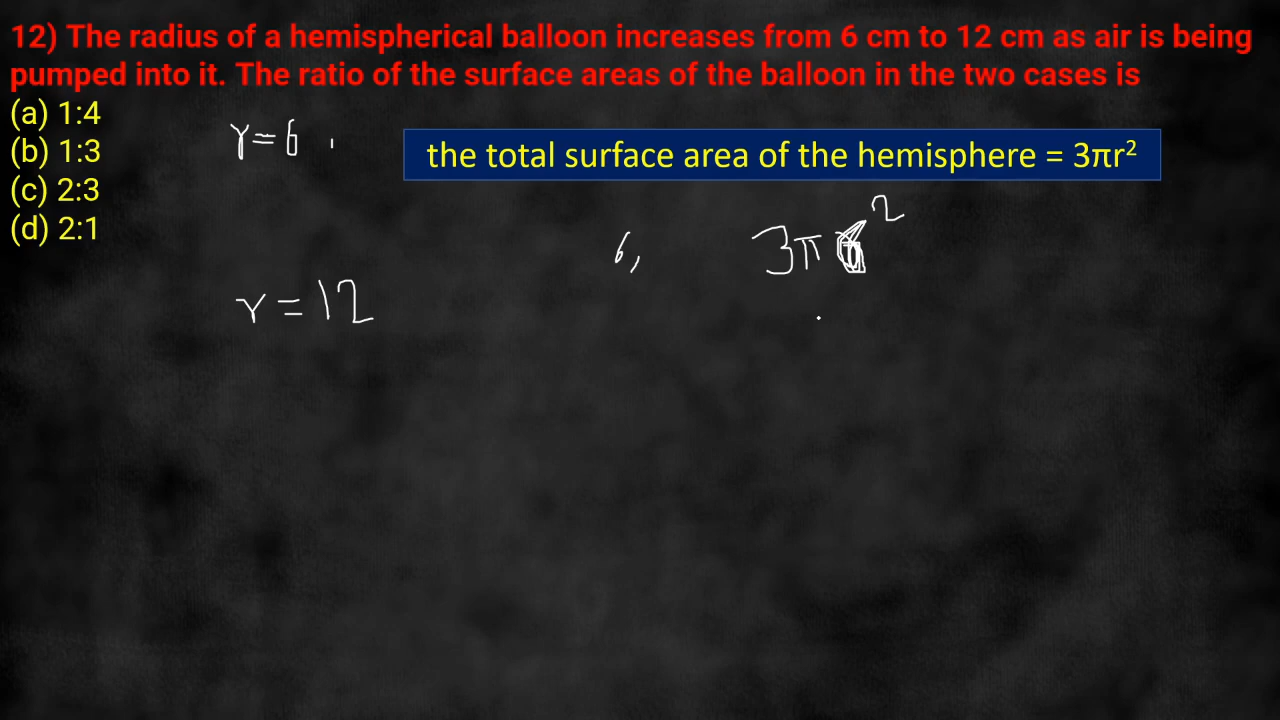 12) The radius of a hemispherical balloon increases from 6 cm to 12 cm as air is being
pumped into it. The ratio of the surface areas of the balloon in the two cases is
(a) 1:4
(b) 1:3
(c) 2:3
(d) 2:1
r=6
the total surface area of the hemisphere = 3πr²
6,
3π6²
r=12